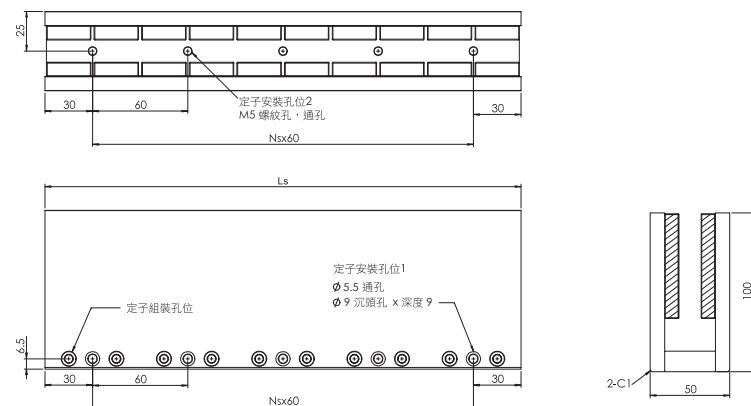 25
30
60
定子安裝孔位2
M5 螺紋孔，通孔
30
Nsx60
Ls
定子安裝孔位1
ϕ5.5 通孔
ϕ9 沉頭孔 x 深度 9
定子組裝孔位
6.5
30
60
30
Nsx60
100
2-C1
50